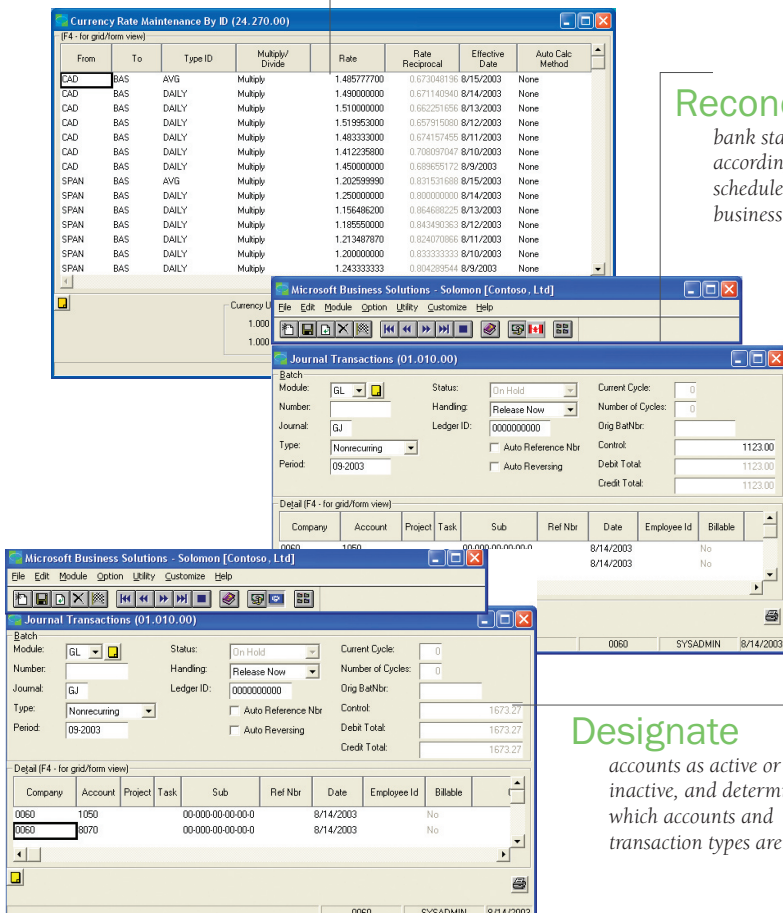 Currency Rate Maintenance By ID (24.270.00)
(F4 - for grid/form view)
From To Type ID Multiply/Divide Rate Rate Reciprocal Effective Date Auto Calc Method
CAD BAS AVG Multiply 1.485777700 0.673048196 8/15/2003 None
CAD BAS DAILY Multiply 1.490000000 0.671140940 8/14/2003 None
CAD BAS DAILY Multiply 1.510000000 0.662251656 8/13/2003 None
CAD BAS DAILY Multiply 1.519953000 0.657915080 8/12/2003 None
CAD BAS DAILY Multiply 1.483333000 0.674157455 8/11/2003 None
CAD BAS DAILY Multiply 1.412235800 0.708097047 8/10/2003 None
CAD BAS DAILY Multiply 1.450000000 0.689655172 8/9/2003 None
SPAN BAS AVG Multiply 1.202599990 0.831531688 8/15/2003 None
SPAN BAS DAILY Multiply 1.250000000 0.800000000 8/14/2003 None
SPAN BAS DAILY Multiply 1.156486200 0.864688225 8/13/2003 None
SPAN BAS DAILY Multiply 1.185550000 0.843490363 8/12/2003 None
SPAN BAS DAILY Multiply 1.213487870 0.824070866 8/11/2003 None
SPAN BAS DAILY Multiply 1.200000000 0.833333333 8/10/2003 None
SPAN BAS DAILY Multiply 1.243333333 0.804289544 8/9/2003 None
Currency U
1.000
1.000
Recon
bank sta
accordin
schedule
business
Microsoft Business Solutions - Solomon [Contoso, Ltd]
File Edit Module Option Utility Customize Help
Journal Transactions (01.010.00)
Batch
Module: GL Status: On Hold Current Cycle: 0
Number: Handling: Release Now Number of Cycles: 0
Journal: GJ Ledger ID: 0000000000 Orig BatNbr:
Type: Nonrecurring Auto Reference Nbr Control: 1123.00
Period: 09-2003 Auto Reversing Debit Total: 1123.00
Credit Total: 1123.00
Detail (F4 - for grid/form view)
Company Account Project Task Sub Ref Nbr Date Employee Id Billable
0060 1050 00-000-00-00-00-0 8/14/2003 No
8/14/2003 No
0060 SYSADMIN 8/14/2003
Microsoft Business Solutions - Solomon [Contoso, Ltd]
File Edit Module Option Utility Customize Help
Journal Transactions (01.010.00)
Batch
Module: GL Status: On Hold Current Cycle: 0
Number: Handling: Release Now Number of Cycles: 0
Journal: GJ Ledger ID: 0000000000 Orig BatNbr:
Type: Nonrecurring Auto Reference Nbr Control: 1673.27
Period: 09-2003 Auto Reversing Debit Total: 1673.27
Credit Total: 1673.27
Detail (F4 - for grid/form view)
Company Account Project Task Sub Ref Nbr Date Employee Id Billable
0060 1050 00-000-00-00-00-0 8/14/2003 No
0060 8070 00-000-00-00-00-0 8/14/2003 No
0060 SYSADMIN 8/14/2003
Designate
accounts as active or
inactive, and determi
which accounts and
transaction types are